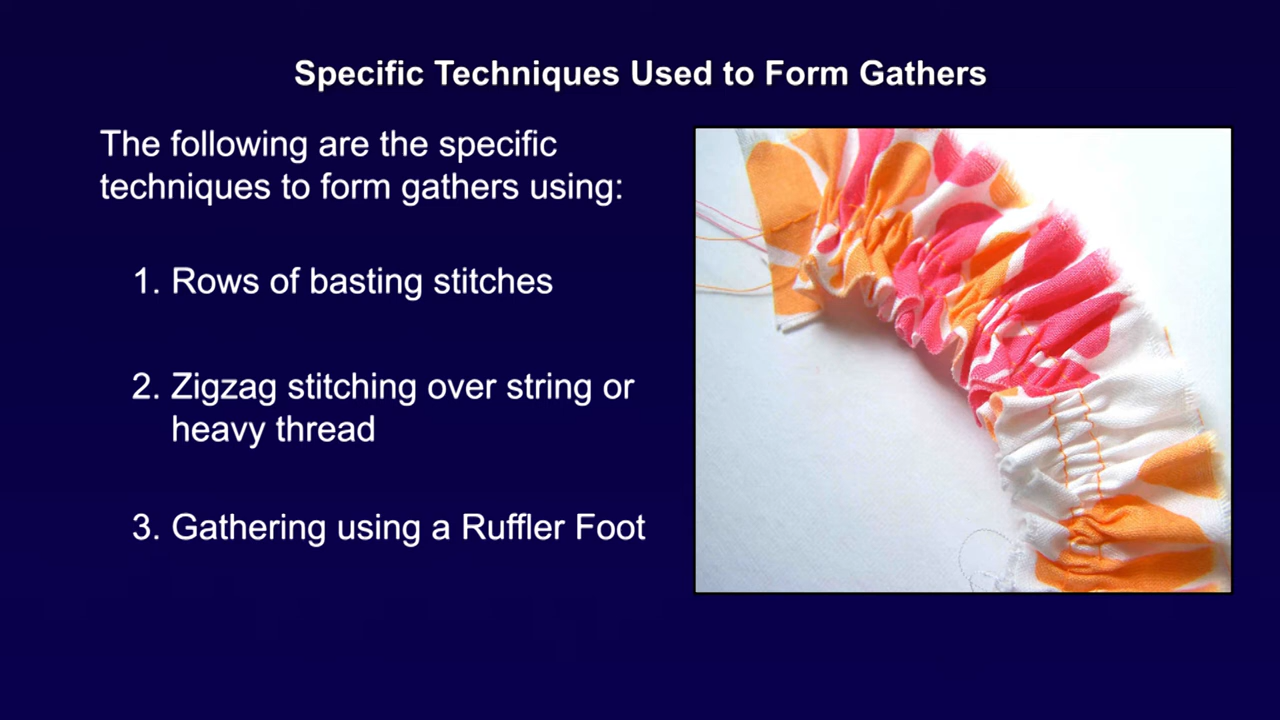 Specific Techniques Used to Form Gathers
The following are the specific
techniques to form gathers using:
1. Rows of basting stitches
2. Zigzag stitching over string or
heavy thread
3. Gathering using a Ruffler Foot